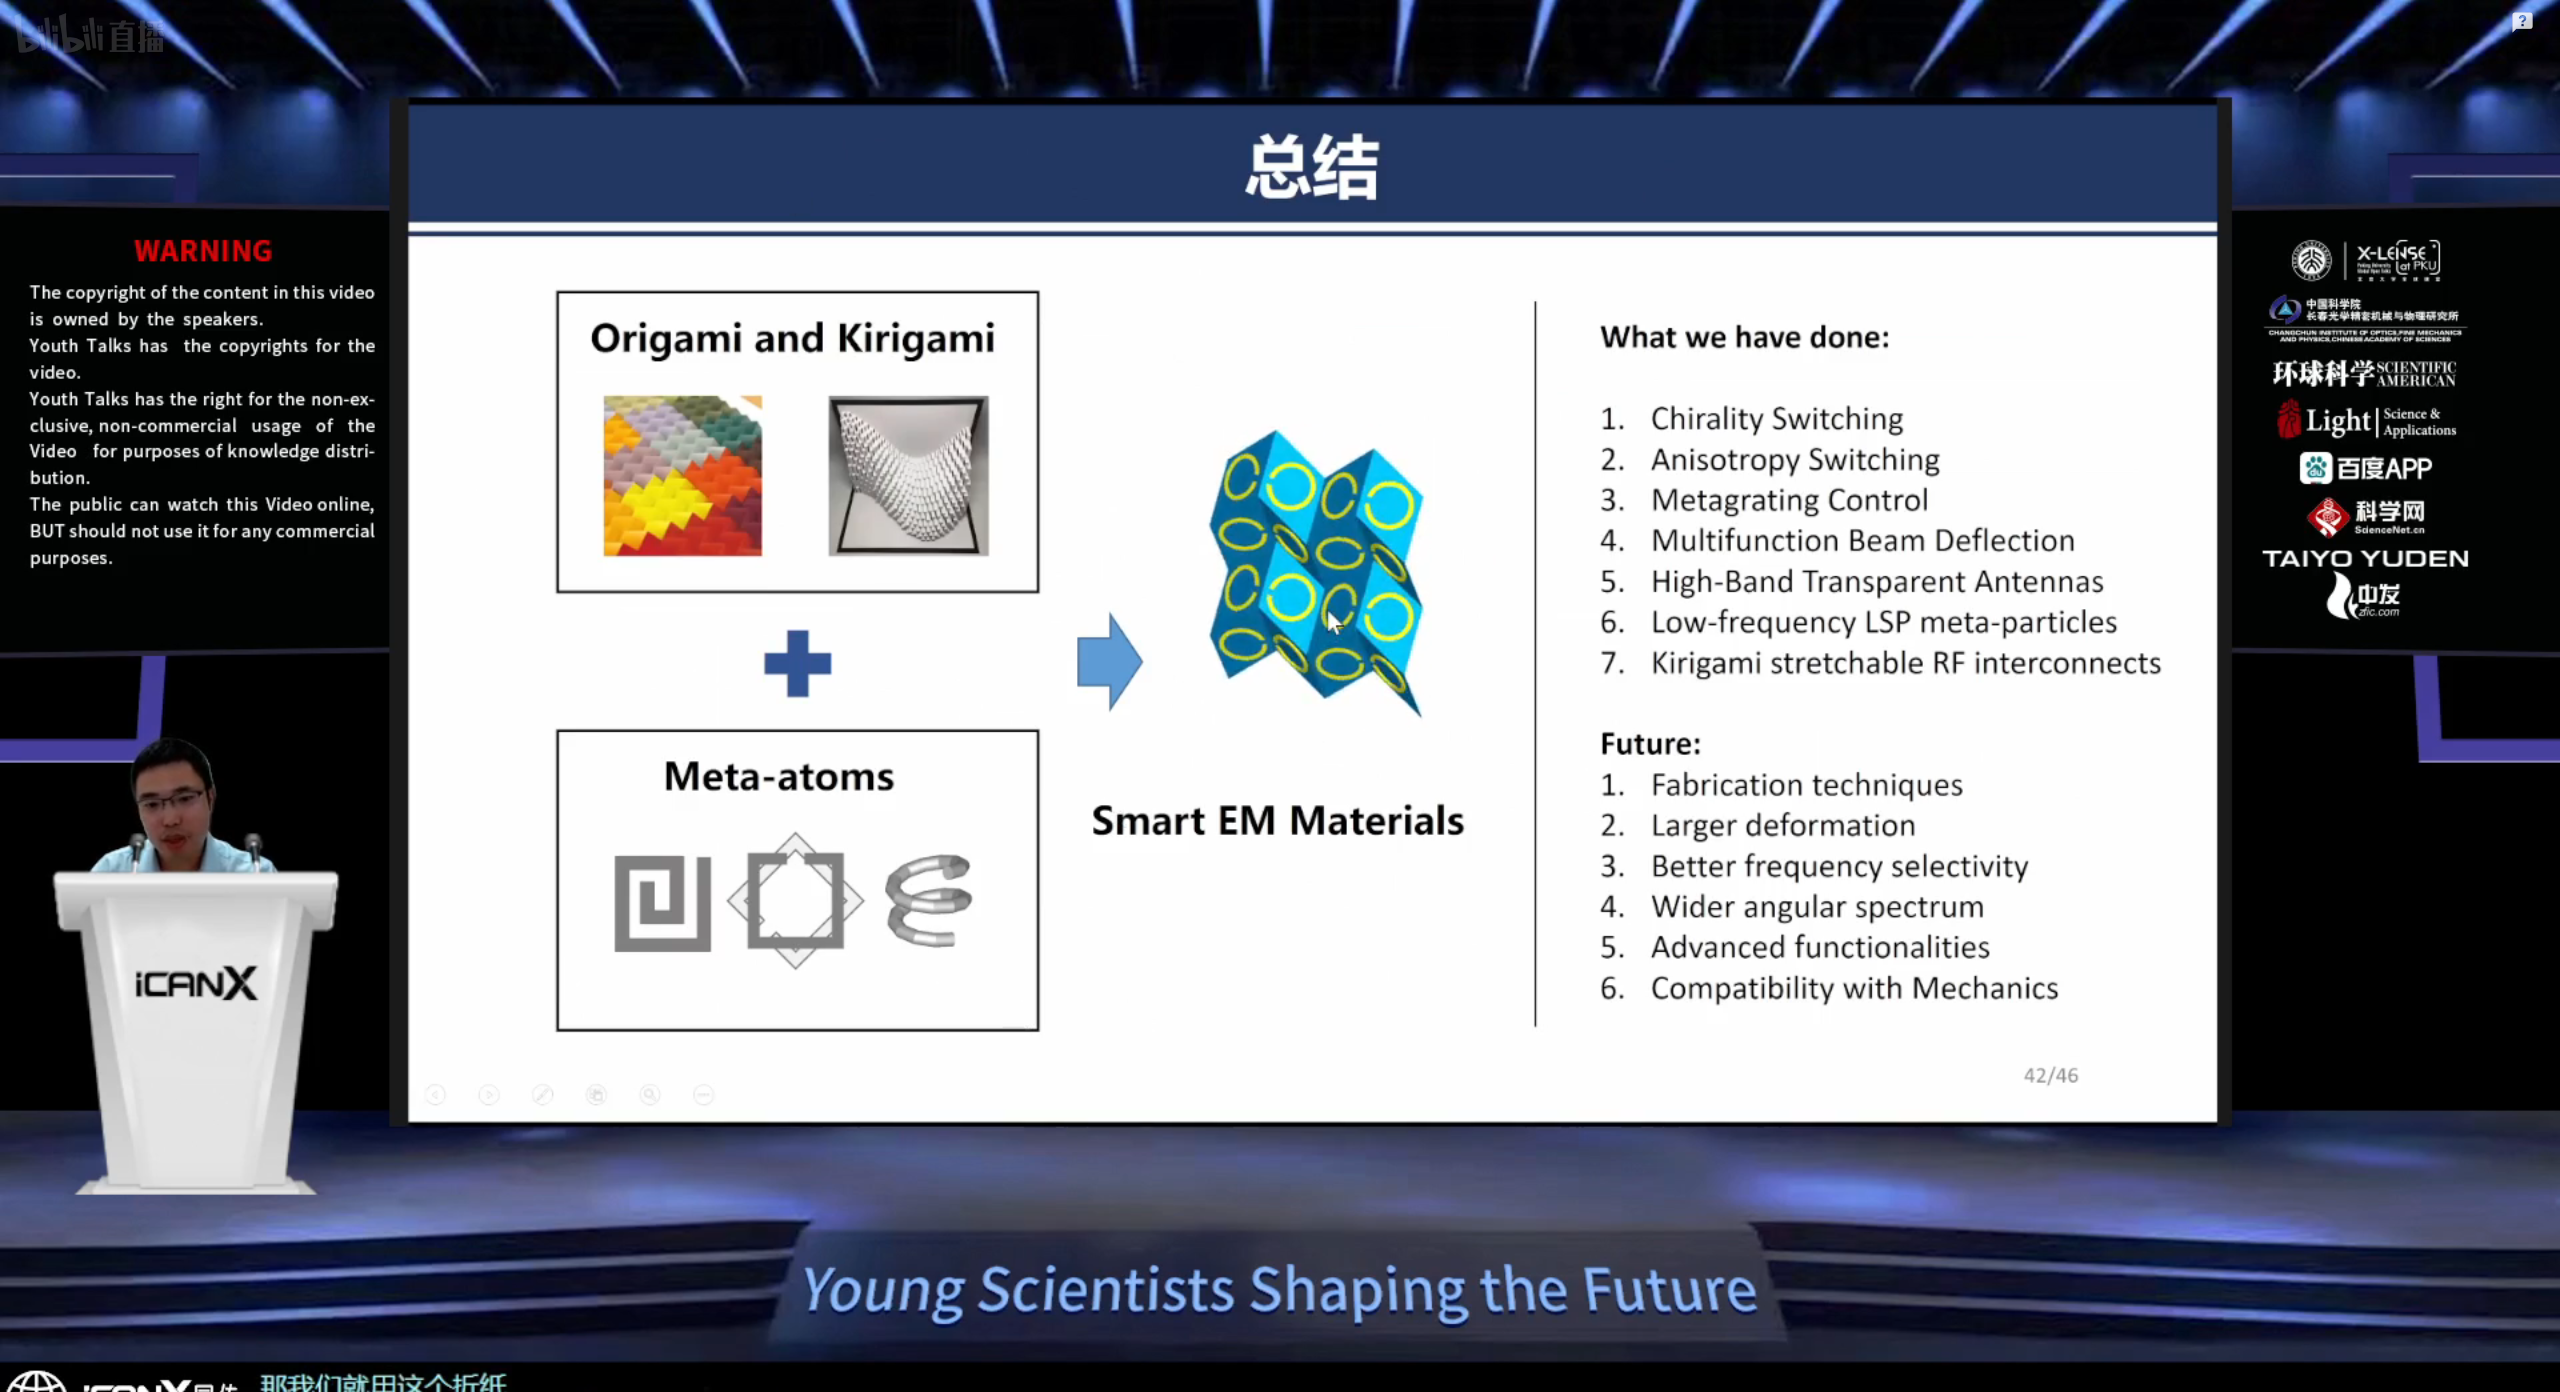 bilibili直播
WARNING
The copyright of the content in this video
is owned by the speakers.
Youth Talks has the copyrights for the
video.
Youth Talks has the right for the non-ex-
clusive, non-commercial usage of the
Video for purposes of knowledge distri-
bution.
The public can watch this Video online,
BUT should not use it for any commercial
purposes.
总结
Origami and Kirigami
Meta-atoms
Smart EM Materials
What we have done:
1. Chirality Switching
2. Anisotropy Switching
3. Metagrating Control
4. Multifunction Beam Deflection
5. High-Band Transparent Antennas
6. Low-frequency LSP meta-particles
7. Kirigami stretchable RF interconnects
Future:
1. Fabrication techniques
2. Larger deformation
3. Better frequency selectivity
4. Wider angular spectrum
5. Advanced functionalities
6. Compatibility with Mechanics
42/46
?
X-LENSE
at PKU
中国科学院
长春光学精密机械与物理研究所
CHANGCHUN INSTITUTE OF OPTICS,FINE MECHANICS
AND PHYSICS,CHINESE ACADEMY OF SCIENCES
环球科学 SCIENTIFIC AMERICAN
Light Science & Applications
du 百度APP
科学网
ScienceNet.cn
TAIYO YUDEN
中发
zfic.com
iCANX
Young Scientists Shaping the Future
iCANX
那我们就用这个折纸